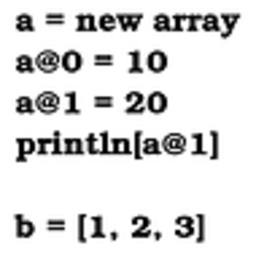 a = new array
a@0 = 10
a@1 = 20
println[a@1]

b = [1, 2, 3]